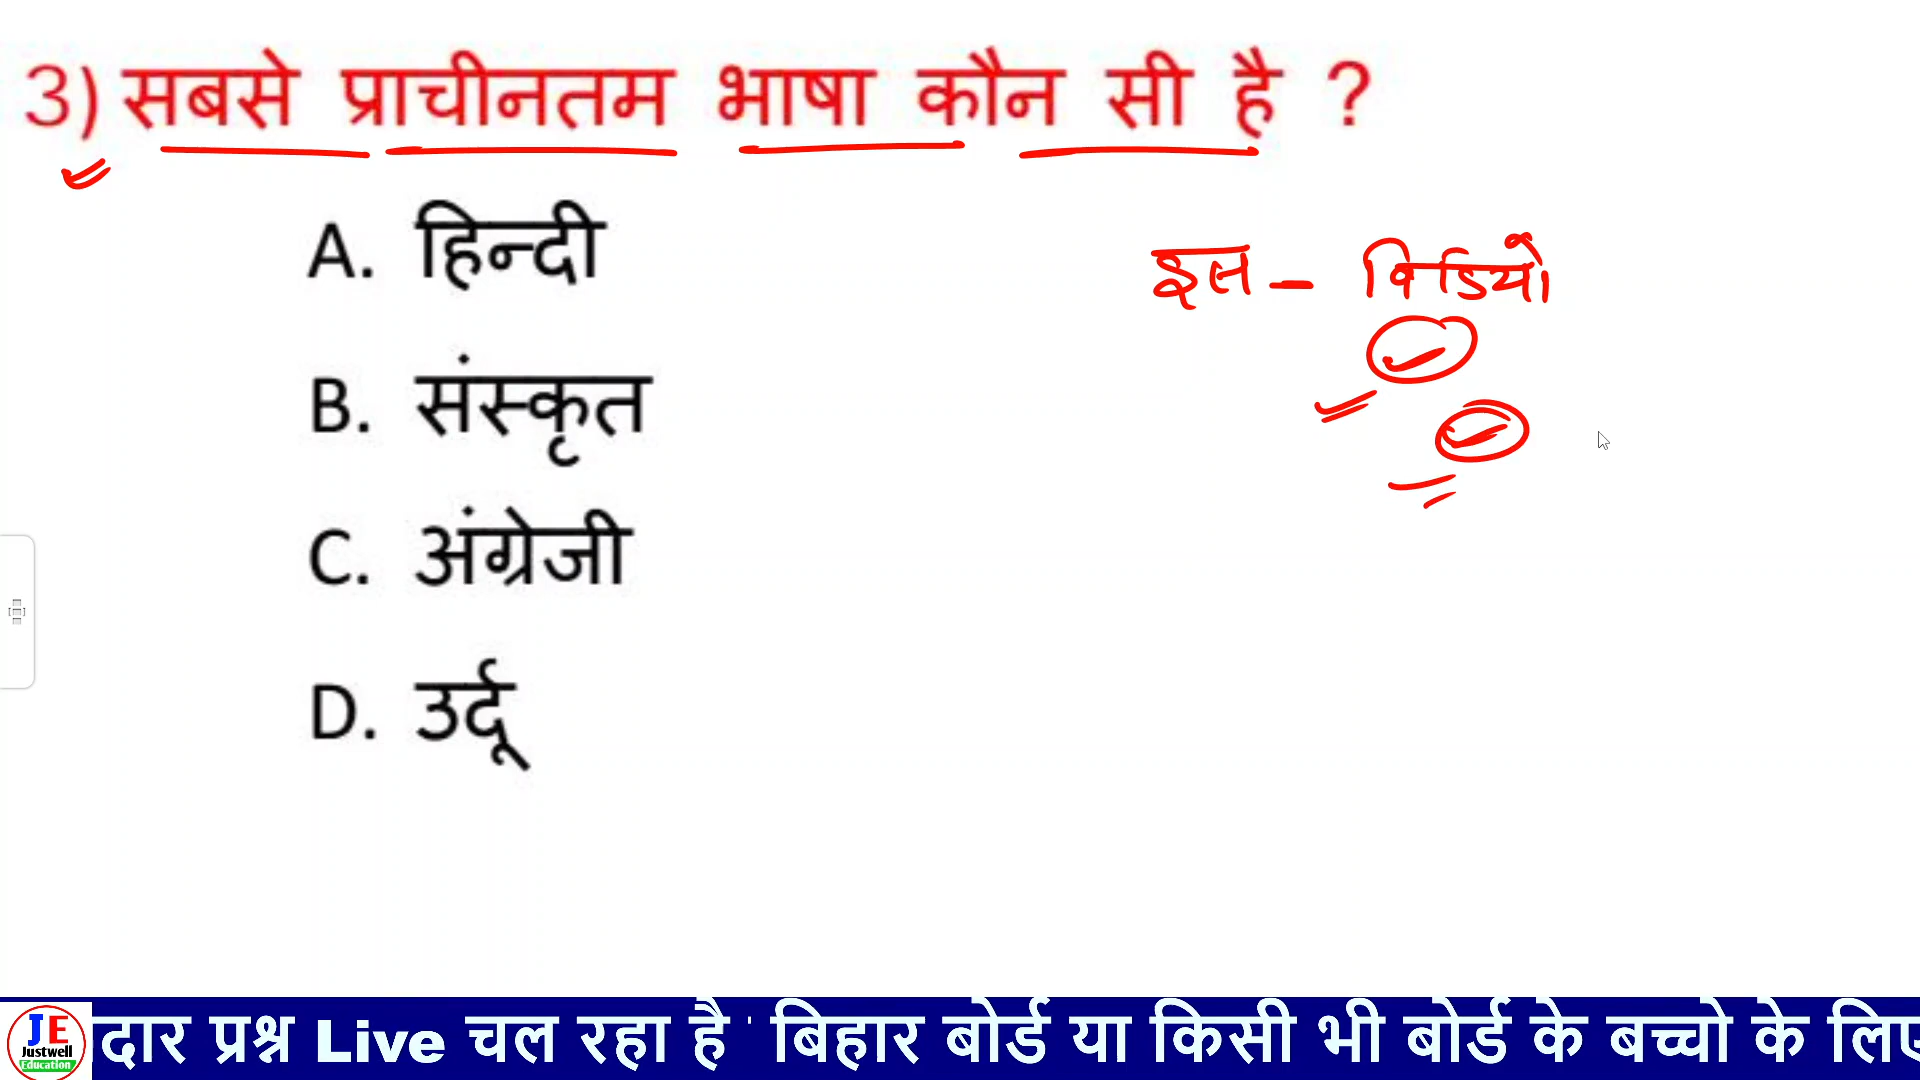 3) सबसे प्राचीनतम भाषा कौन सी है ?
A. हिन्दी
इस - विडियो
B. संस्कृत
C. अंग्रेजी
D. उर्दू
JE
Justwell
Education
दार प्रश्न Live चल रहा है ' बिहार बोर्ड या किसी भी बोर्ड के बच्चो के लिए